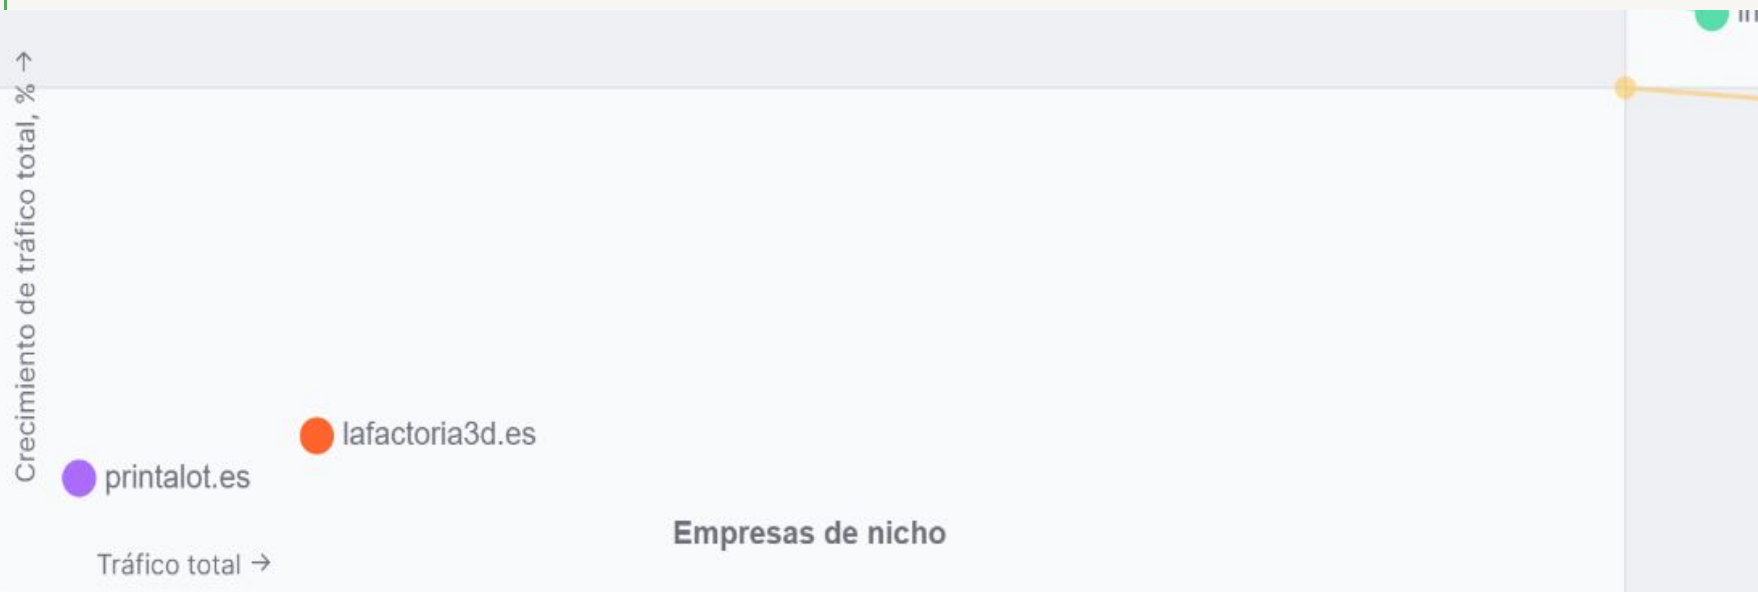 Crecimiento de tráfico total, % →
lafactoria3d.es
printalot.es
Empresas de nicho
Tráfico total →